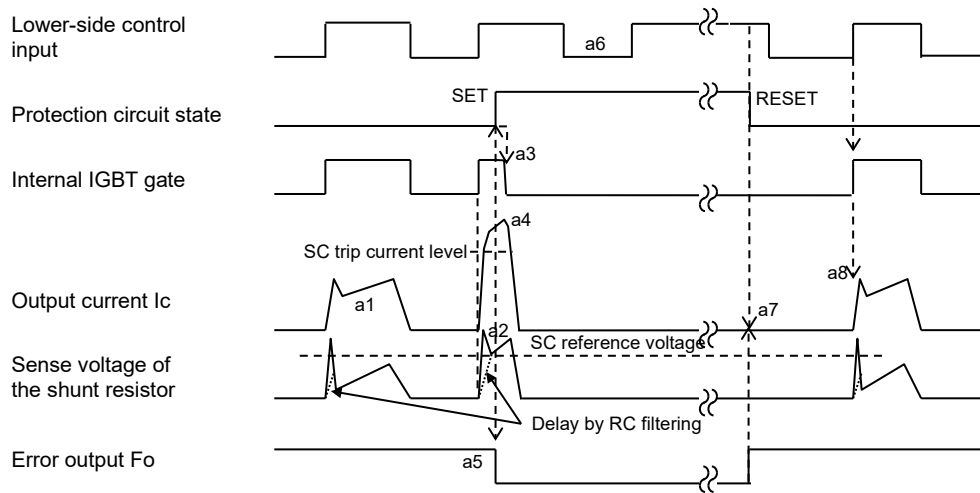 Lower-side control
input
a6
SET
RESET
Protection circuit state
a3
Internal IGBT gate
a4
SC trip current level
a8
Output current Ic
a1
a7
a2
SC reference voltage
Sense voltage of
the shunt resistor
Delay by RC filtering
Error output Fo
a5